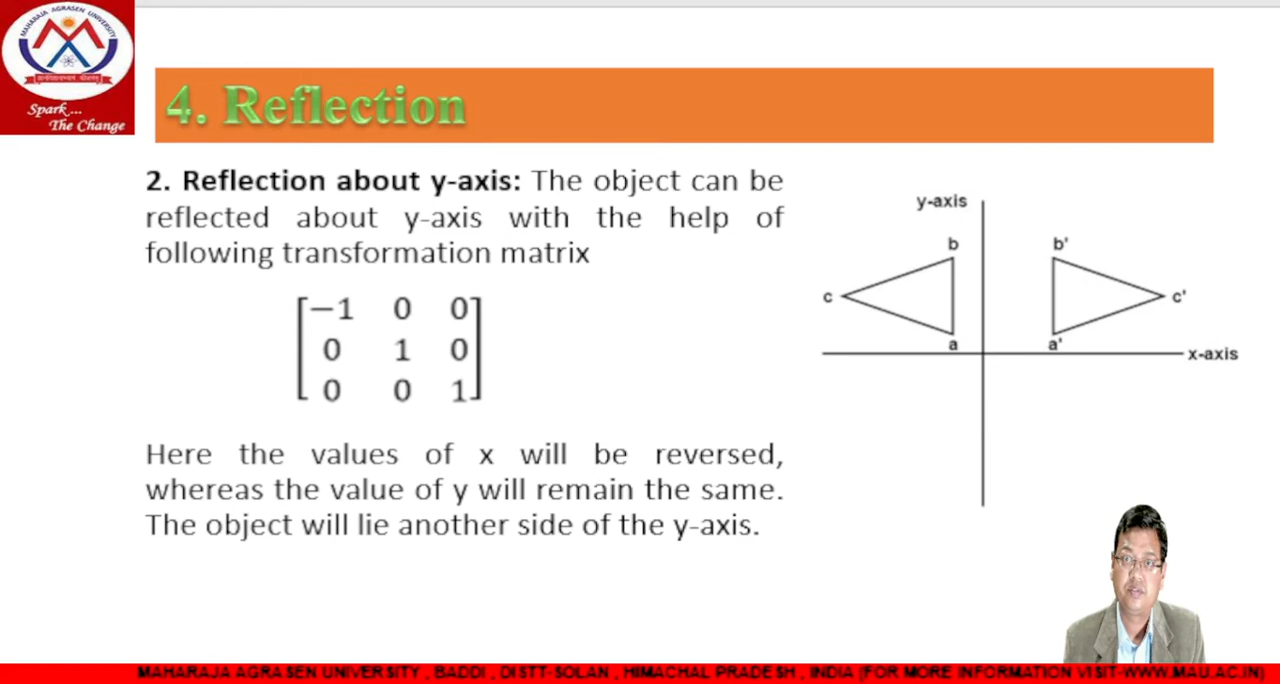 MAHARAJA AGRASEN UNIVERSITY
Spark...
The Change
4. Reflection
2. Reflection about y-axis: The object can be
reflected about y-axis with the help of
following transformation matrix
−1 0 0
0 1 0
0 0 1
Here the values of x will be reversed,
whereas the value of y will remain the same.
The object will lie another side of the y-axis.
y-axis
b b'
c c'
a a'
x-axis
MAHARAJA AGRASEN UNIVERSITY , BADDI , DISTT-SOLAN , HIMACHAL PRADESH , INDIA (FOR MORE INFORMATION VISIT-WWW.MAU.AC.IN)